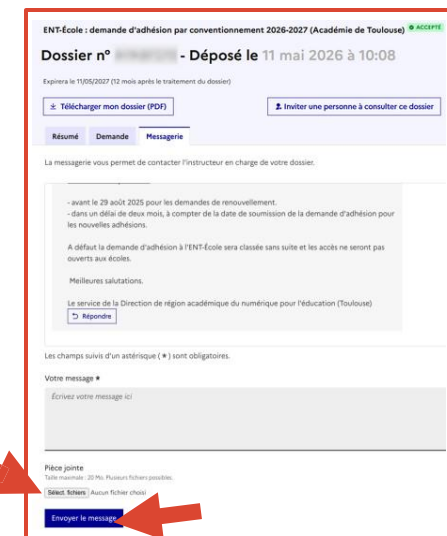 ENT-École : demande d'adhésion par conventionnement 2026-2027 (Académie de Toulouse) ACCEPTÉ
Dossier nº - Déposé le 11 mai 2026 à 10:08
Expirera le 11/05/2027 (12 mois après le traitement du dossier)
Télécharger mon dossier (PDF) Inviter une personne à consulter ce dossier
Résumé Demande Messagerie
La messagerie vous permet de contacter l'instructeur en charge de votre dossier.
- avant le 29 août 2025 pour les demandes de renouvellement.
- dans un délai de deux mois, à compter de la date de soumission de la demande d'adhésion pour
les nouvelles adhésions.
A défaut la demande d'adhésion à l'ENT-École sera classée sans suite et les accès ne seront pas
ouverts aux écoles.
Meilleures salutations.
Le service de la Direction de région académique du numérique pour l'éducation (Toulouse)
Répondre
Les champs suivis d'un astérisque ( * ) sont obligatoires.
Votre message *
Écrivez votre message ici
Pièce jointe
Taille maximale : 20 Mo. Plusieurs fichiers possibles.
Sélect. fichiers Aucun fichier choisi
Envoyer le message